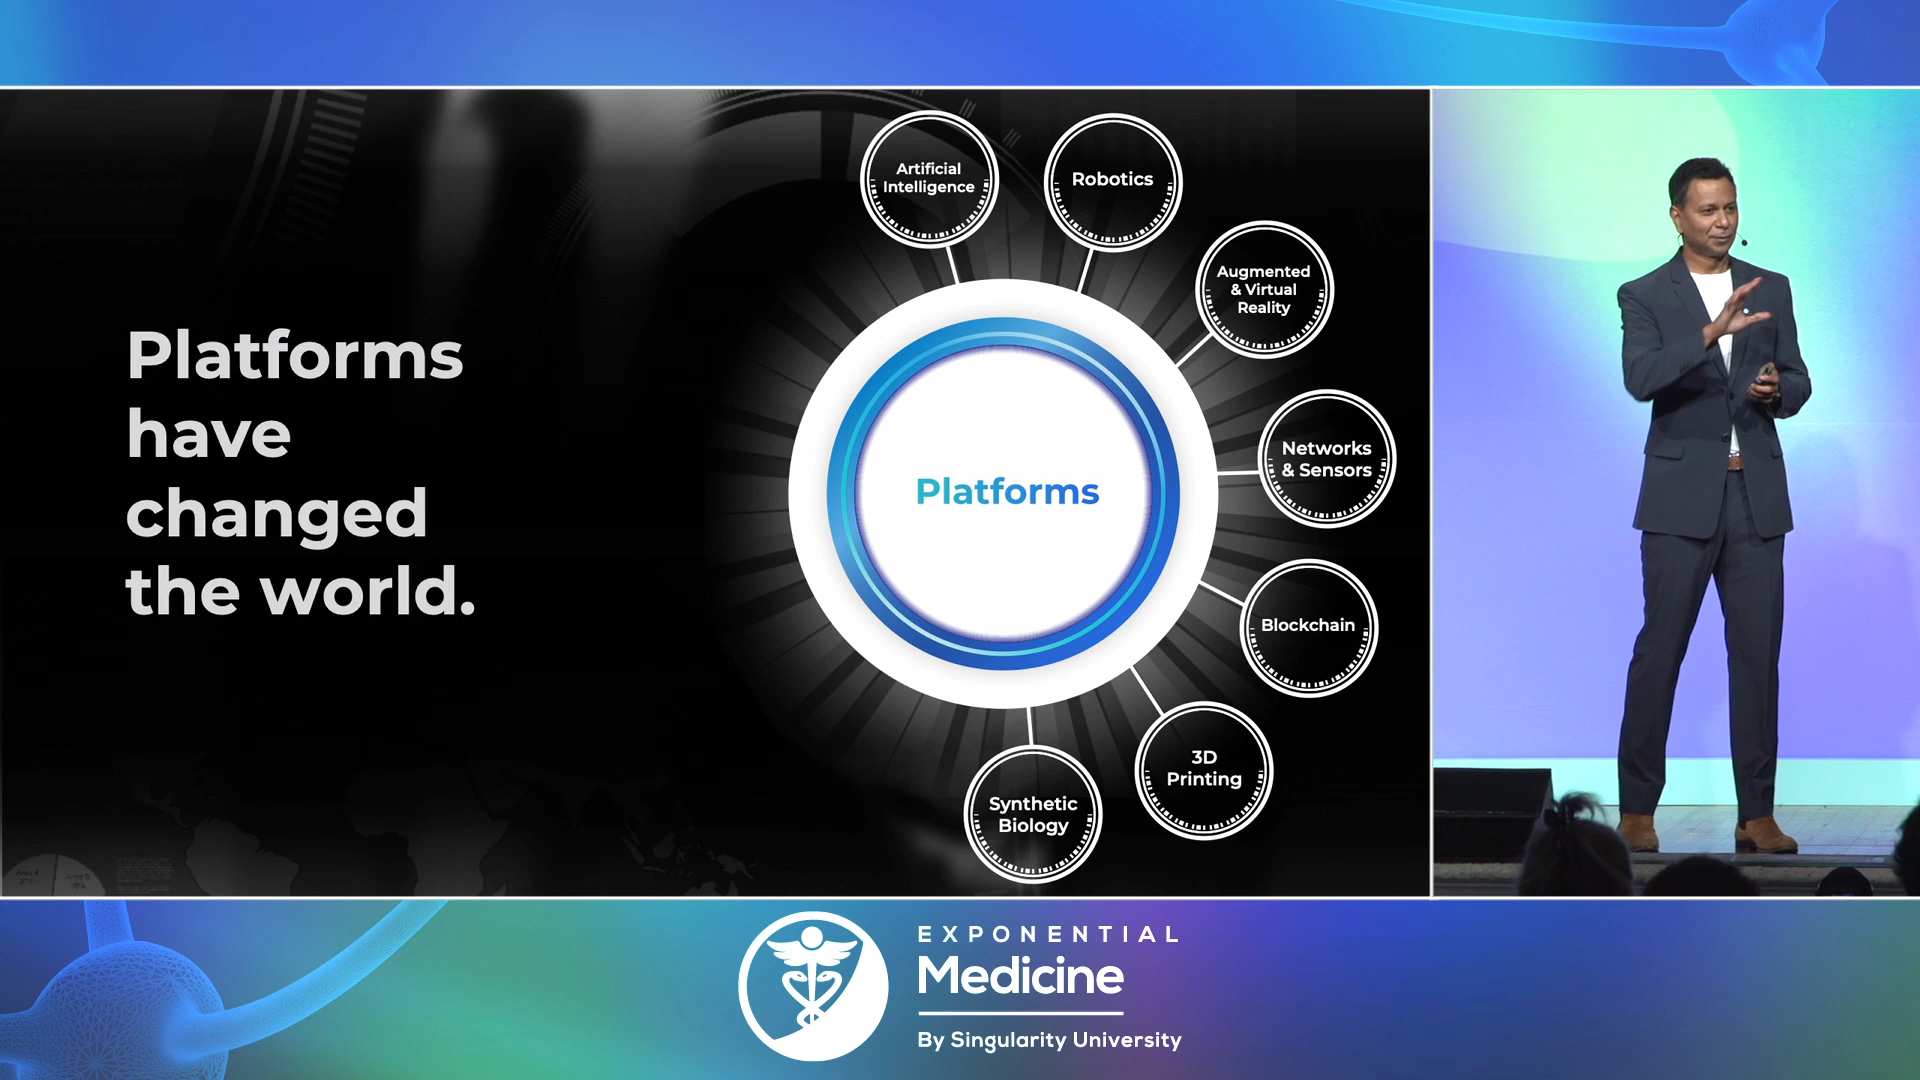 Platforms
have
changed
the world.
Artificial
Intelligence
Robotics
Augmented
& Virtual
Reality
Networks
& Sensors
Blockchain
3D
Printing
Synthetic
Biology
Platforms
EXPONENTIAL
Medicine
By Singularity University